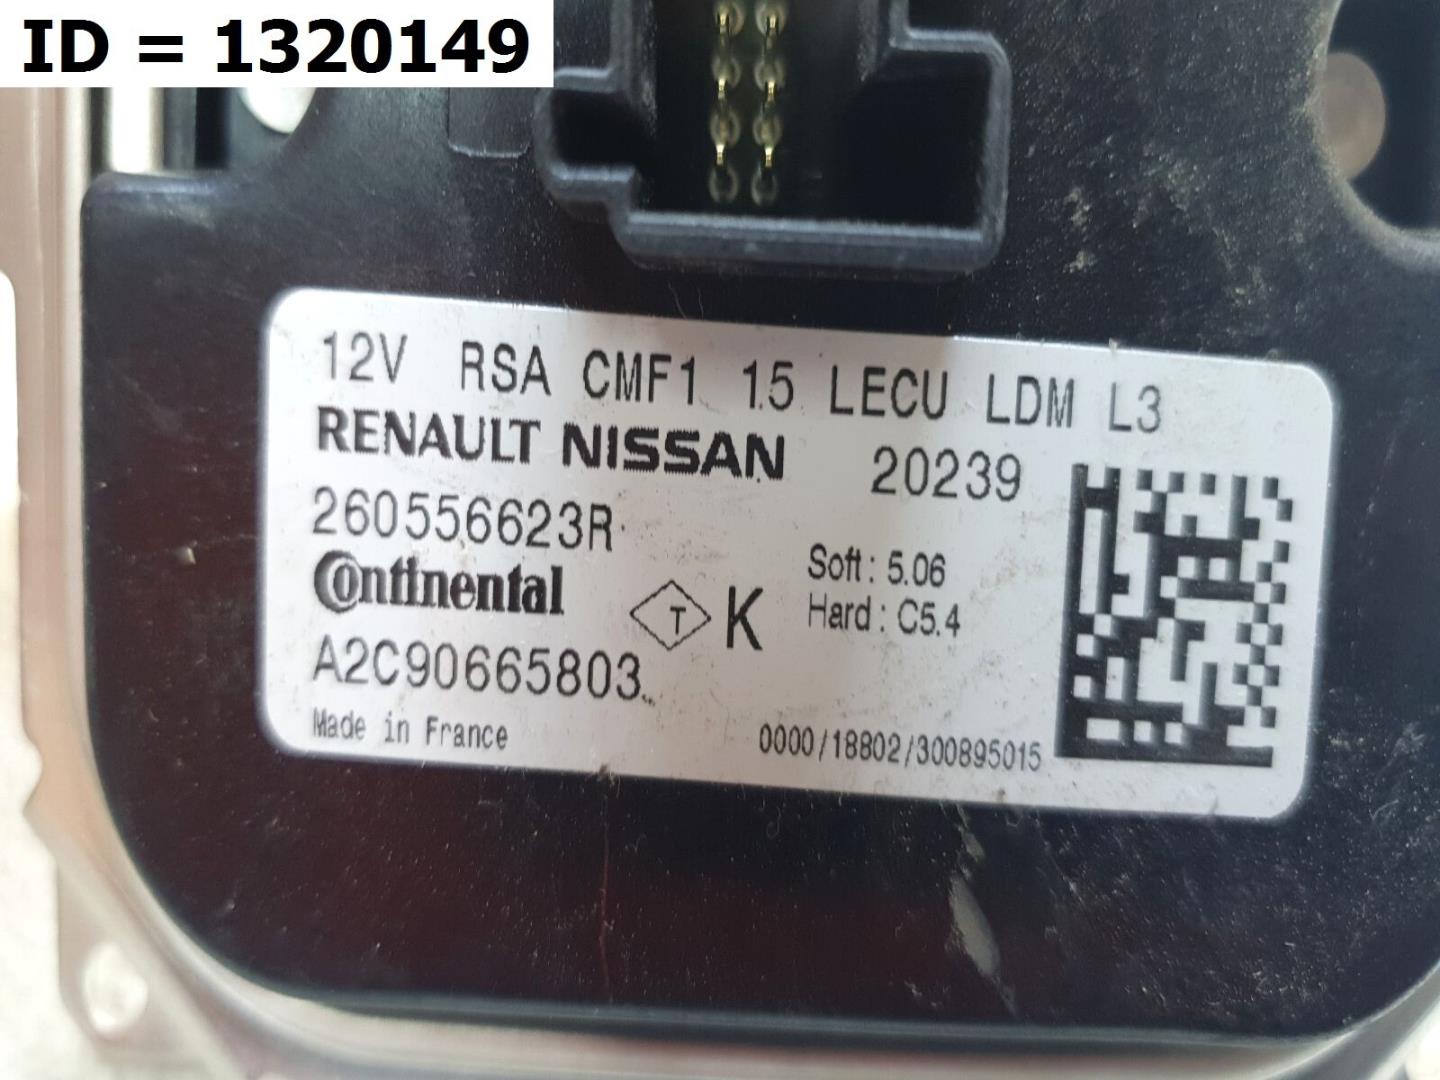 ID = 1320149
12V RSA CMF1 1.5 LECU LDM L3
RENAULT NISSAN 20239
260556623R
Continental
T K
Soft: 5.06
Hard: C5.4
A2C90665803
Made in France
0000/18802/300895015